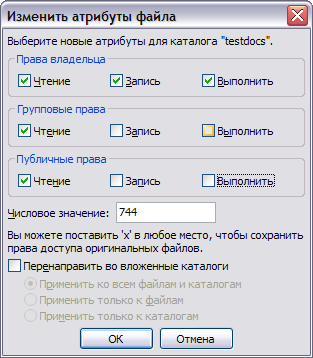 Изменить атрибуты файла
Выберите новые атрибуты для каталога "testdocs".
Права владельца
Чтение Запись Выполнить
Групповые права
Чтение Запись Выполнить
Публичные права
Чтение Запись Выполнить
Числовое значение: 744
Вы можете поставить 'x' в любое место, чтобы сохранить
права доступа оригинальных файлов.
Перенаправить во вложенные каталоги
Применить ко всем файлам и каталогам
Применить только к файлам
Применить только к каталогам
OK Отмена